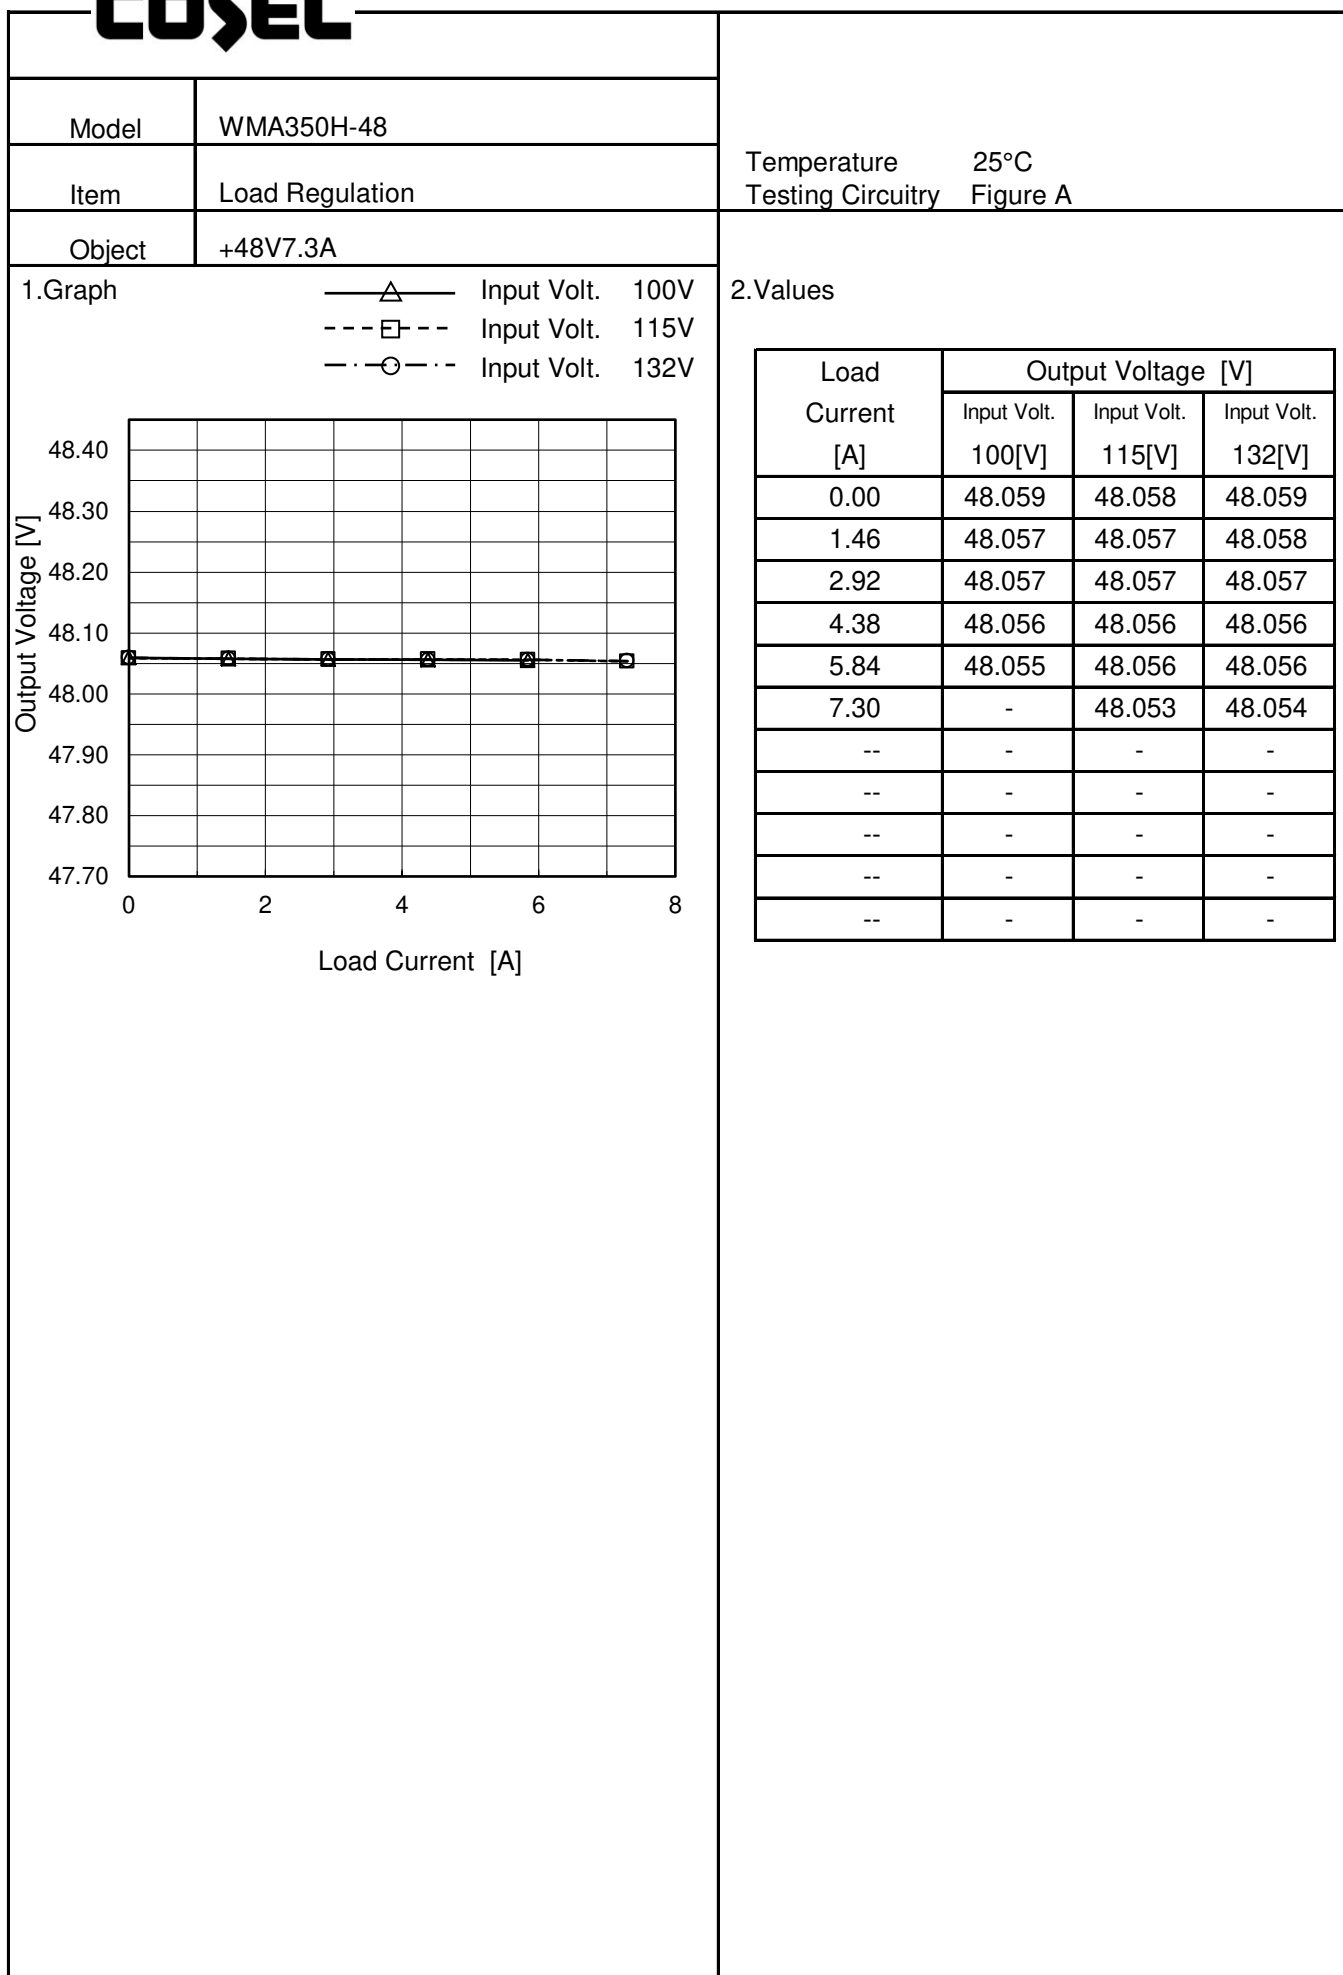 COSEL
Model WMA350H-48
Item Load Regulation
Object +48V7.3A
Temperature 25°C
Testing Circuitry Figure A
1.Graph
Input Volt. 100V
Input Volt. 115V
Input Volt. 132V
48.40
48.30
48.20
48.10
48.00
47.90
47.80
47.70
Output Voltage [V]
0 2 4 6 8
Load Current [A]
2.Values
Load Output Voltage [V]
Current Input Volt. Input Volt. Input Volt.
[A] 100[V] 115[V] 132[V]
0.00 48.059 48.058 48.059
1.46 48.057 48.057 48.058
2.92 48.057 48.057 48.057
4.38 48.056 48.056 48.056
5.84 48.055 48.056 48.056
7.30 - 48.053 48.054
-- - - -
-- - - -
-- - - -
-- - - -
-- - - -